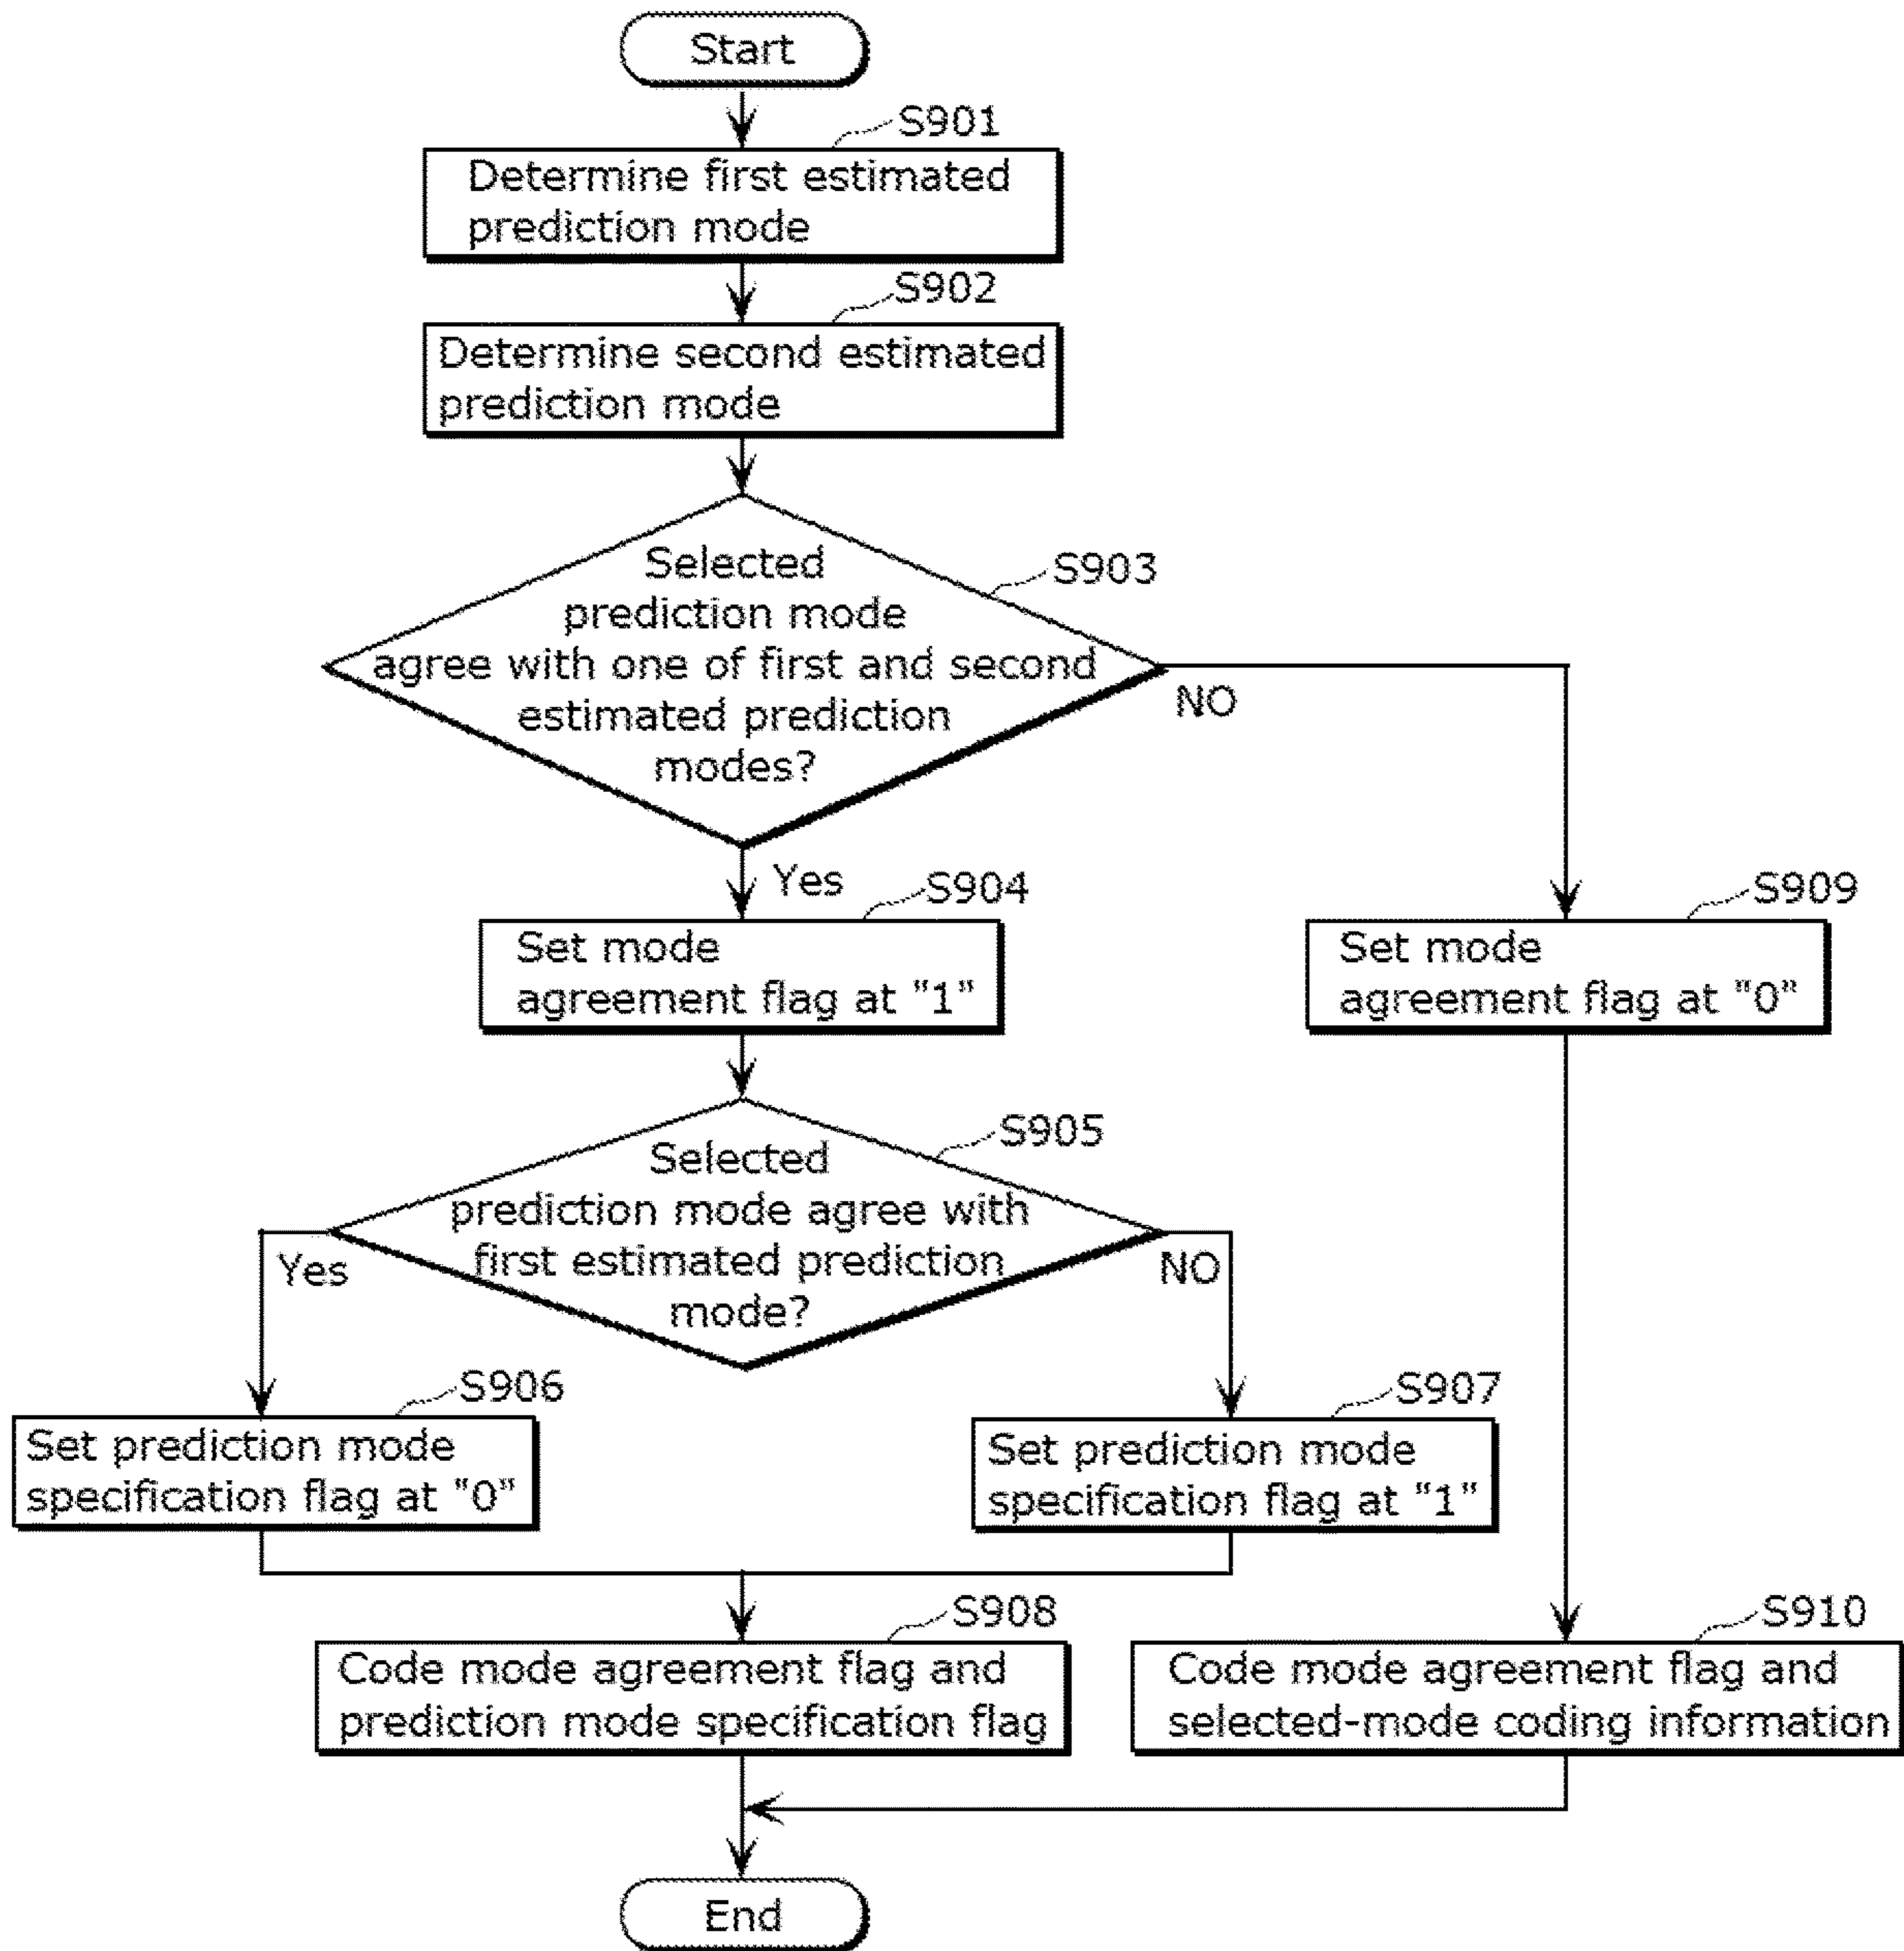 Start
S901
Determine first estimated
prediction mode
S902
Determine second estimated
prediction mode
S903
Selected
prediction mode
agree with one of first and second
estimated prediction
modes?
NO
Yes
S904
Set mode
agreement flag at "1"
S909
Set mode
agreement flag at "0"
S905
Selected
prediction mode agree with
first estimated prediction
mode?
Yes
NO
S906
Set prediction mode
specification flag at "0"
S907
Set prediction mode
specification flag at "1"
S908
Code mode agreement flag and
prediction mode specification flag
S910
Code mode agreement flag and
selected-mode coding information
End